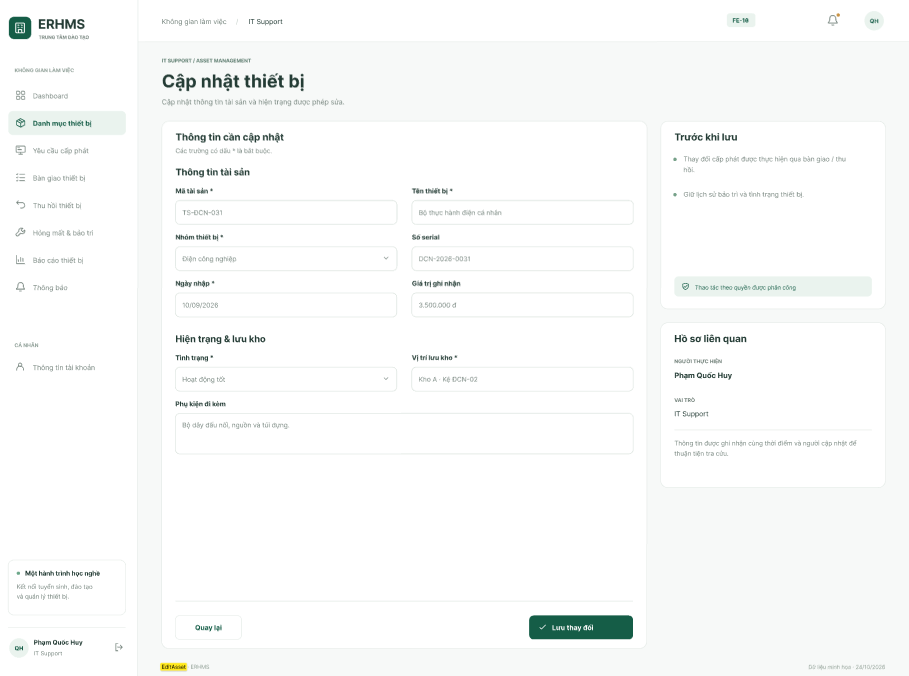 ERHMS
TRUNG TÂM ĐÀO TẠO
KHÔNG GIAN LÀM VIỆC
Dashboard
Danh mục thiết bị
Yêu cầu cấp phát
Bàn giao thiết bị
Thu hồi thiết bị
Hỏng mất & bảo trì
Báo cáo thiết bị
Thông báo
CÁ NHÂN
Thông tin tài khoản
Một hành trình học nghề
Kết nối tuyển sinh, đào tạo
và quản lý thiết bị.
QH
Phạm Quốc Huy
IT Support
Không gian làm việc / IT Support
FE-18
QH
IT SUPPORT / ASSET MANAGEMENT
Cập nhật thiết bị
Cập nhật thông tin tài sản và hiện trạng được phép sửa.
Thông tin cần cập nhật
Các trường có dấu * là bắt buộc.
Thông tin tài sản
Mã tài sản *
Tên thiết bị *
TS-ĐCN-031
Bộ thực hành điện cá nhân
Nhóm thiết bị *
Số serial
Điện công nghiệp
DCN-2026-0031
Ngày nhập *
Giá trị ghi nhận
10/09/2026
3.500.000 đ
Hiện trạng & lưu kho
Tình trạng *
Vị trí lưu kho *
Hoạt động tốt
Kho A · Kệ ĐCN-02
Phụ kiện đi kèm
Bộ dây đấu nối, nguồn và túi đựng.
Quay lại
Lưu thay đổi
Trước khi lưu
Thay đổi cấp phát được thực hiện qua bàn giao / thu
hồi.
Giữ lịch sử bảo trì và tình trạng thiết bị.
Thao tác theo quyền được phân công
Hồ sơ liên quan
NGƯỜI THỰC HIỆN
Phạm Quốc Huy
VAI TRÒ
IT Support
Thông tin được ghi nhận cùng thời điểm và người cập nhật để
thuận tiện tra cứu.
EditAsset · ERHMS
Dữ liệu minh họa · 24/10/2026